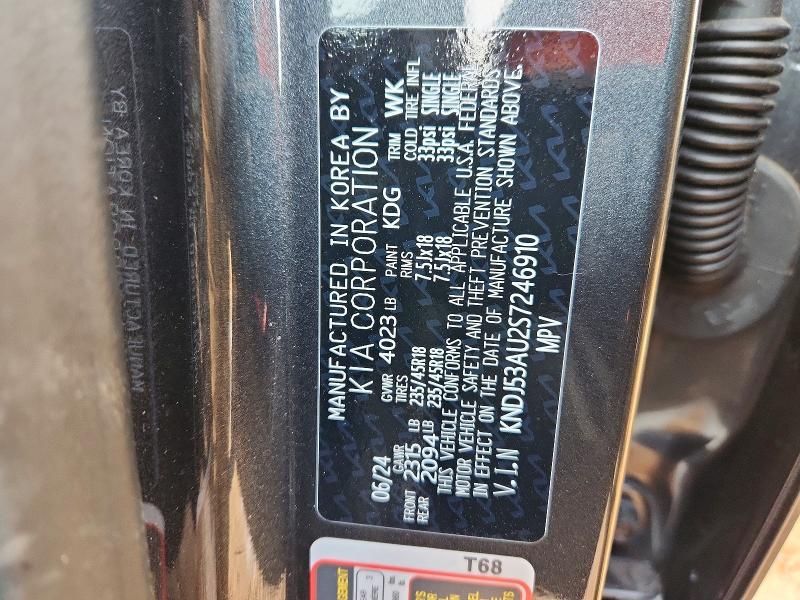 MANUFACTURED IN KOREA BY
KIA CORPORATION
06/24 GVWR 4023 LB PAINT KDG TRIM WK
GAWR TIRES RIMS COLD TIRE INFL
FRONT 2315 LB 235/45R18 7.5Jx18 33psi SINGLE
REAR 2094 LB 235/45R18 7.5Jx18 33psi SINGLE
THIS VEHICLE CONFORMS TO ALL APPLICABLE U.S.A. FEDERAL
MOTOR VEHICLE SAFETY AND THEFT PREVENTION STANDARDS
IN EFFECT ON THE DATE OF MANUFACTURE SHOWN ABOVE.
V.I.N KNDJ53AU2S7246910
MPV
T68